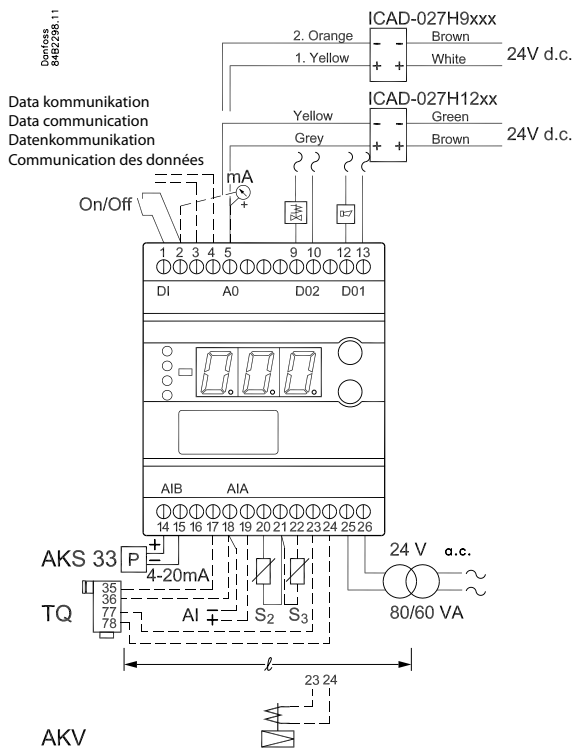 Danfoss
84B2298.11
ICAD-027H9xxx
2. Orange - - Brown
1. Yellow + + White
24V d.c.
ICAD-027H12xx
Yellow - - Green
Grey + + Brown
24V d.c.
Data kommunikation
Data communication
Datenkommunikation
Communication des données
mA
+
On/Off
1 2 3 4 5 9 10 12 13
DI A0 D02 D01
AIB AIA
14 15 16 17 18 19 20 21 22 23 24 25 26
AKS 33 P + -
4-20mA
24 V a.c.
80/60 VA
TQ
35
36
77
78
AI - +
S2 S3
ℓ
23 24
AKV